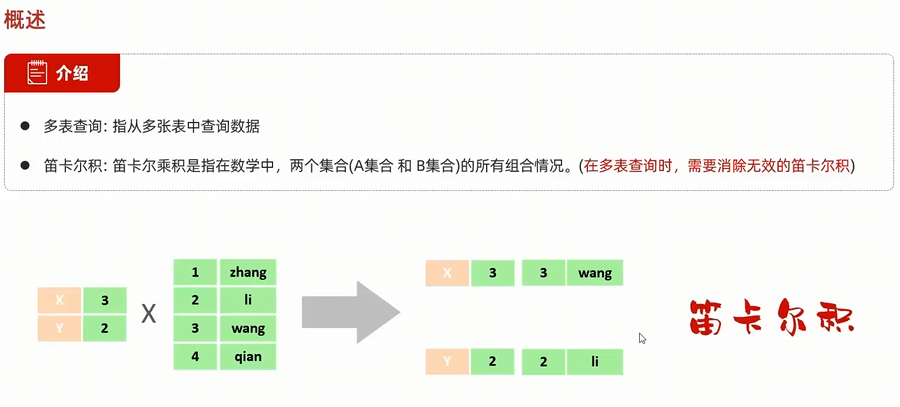 概述
介绍
多表查询: 指从多张表中查询数据
笛卡尔积: 笛卡尔乘积是指在数学中，两个集合(A集合 和 B集合)的所有组合情况。(在多表查询时，需要消除无效的笛卡尔积)
1 zhang
X 3
2 li
Y 2
X
3 wang
4 qian
X 3 3 wang
Y 2 2 li
笛卡尔积